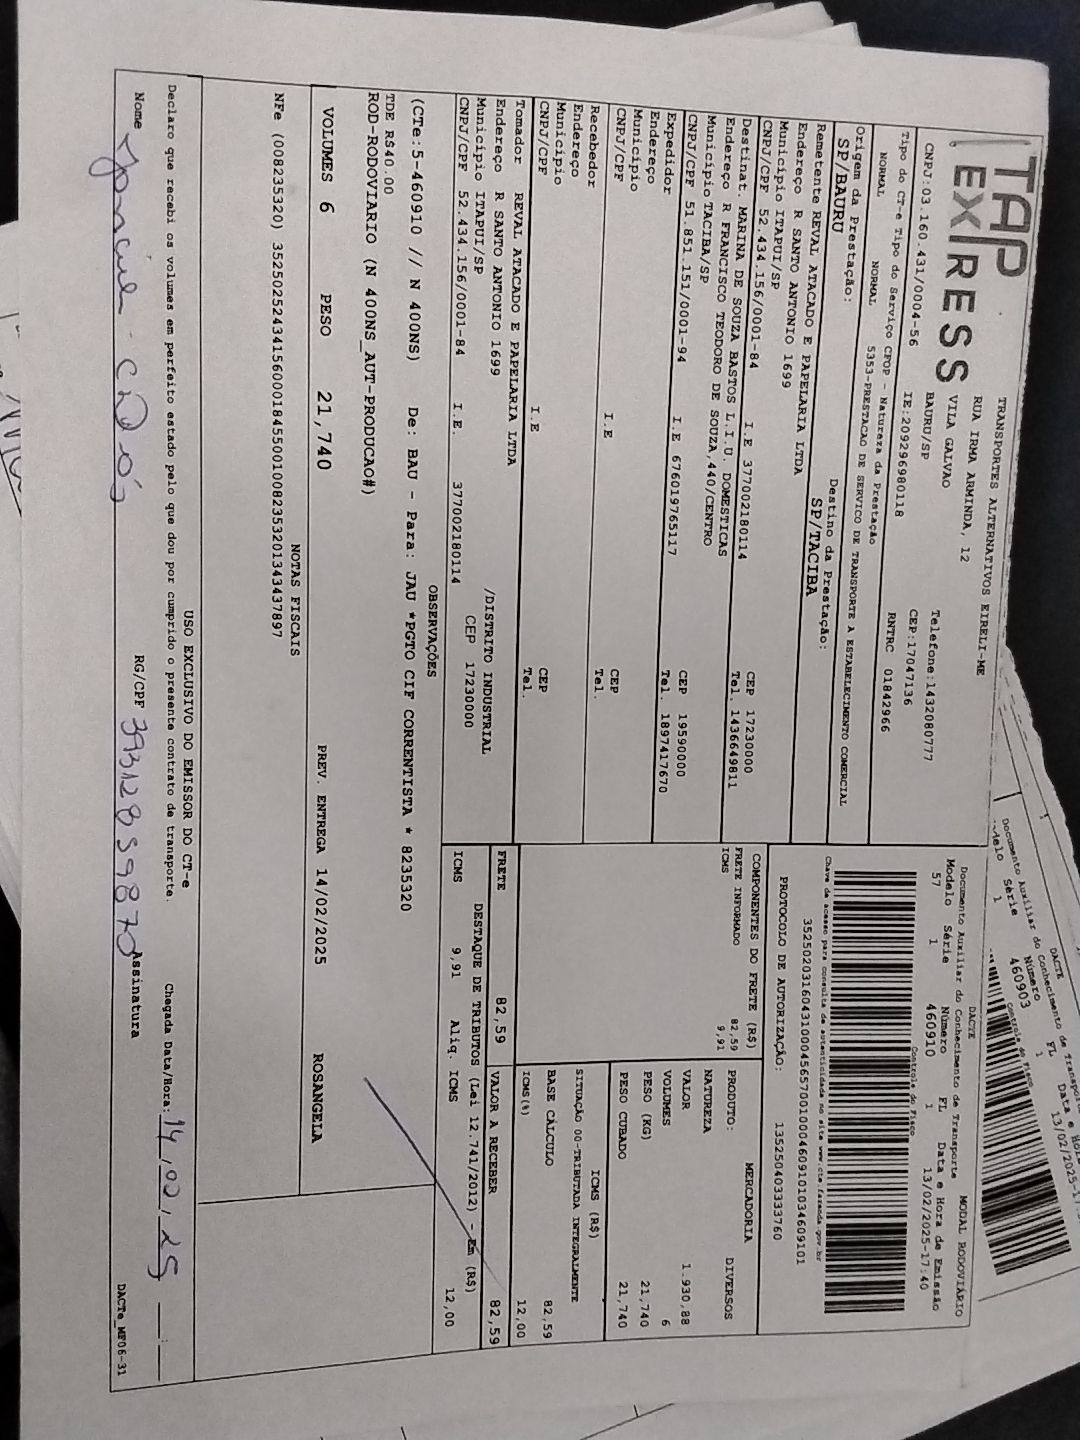 TAP EXPRESS
TRANSPORTES ALTERNATIVOS EIRELI-ME
RUA IRMA ARMINDA, 12
VILA GALVAO
BAURU/SP
Telefone:1432080777
CEP:17047136
CNPJ:03.160.431/0004-56 IE:209296980118 RNTRC 01842966
Tipo do CT-e Tipo do Serviço CFOP - Natureza da Prestação
NORMAL NORMAL 5353-PRESTACAO DE SERVICO DE TRANSPORTE A ESTABELECIMENTO COMERCIAL
Origem da Prestação: Destino da Prestação:
SP/BAURU SP/TACIBA
Remetente REVAL ATACADO E PAPELARIA LTDA
Endereço R SANTO ANTONIO 1699
Município ITAPUI/SP CEP 17230000
CNPJ/CPF 52.434.156/0001-84 I.E 377002180114 Tel. 1436649811
Destinat. MARINA DE SOUZA BASTOS L.I.U. DOMESTICAS
Endereço R FRANCISCO TEODORO DE SOUZA,440/CENTRO
Município TACIBA/SP CEP 19590000
CNPJ/CPF 51.851.151/0001-94 I.E 676019765117 Tel. 1897417670
Expedidor
Endereço
Município CEP
CNPJ/CPF I.E Tel.
Recebedor
Endereço
Município CEP
CNPJ/CPF I.E Tel.
Tomador REVAL ATACADO E PAPELARIA LTDA
Endereço R SANTO ANTONIO 1699 /DISTRITO INDUSTRIAL
Município ITAPUI/SP CEP 17230000
CNPJ/CPF 52.434.156/0001-84 I.E. 377002180114
DACTE MODAL RODOVIÁRIO
Documento Auxiliar do Conhecimento de Transporte
Modelo Série Número FL Data e Hora de Emissão
57 1 460910 1 13/02/2025-17:40
Controle do Fisco
Chave de acesso para consulta de autenticidade no site www.cte.fazenda.gov.br
35250203160431000456570010004609101034609101
PROTOCOLO DE AUTORIZAÇÃO: 135250403333760
COMPONENTES DO FRETE (R$)
FRETE INFORMADO 82,59
ICMS 9,91
PRODUTO: MERCADORIA
NATUREZA DIVERSOS
VALOR 1.930,88
VOLUMES 6
PESO (KG) 21,740
PESO CUBADO 21,740
ICMS (R$)
SITUAÇÃO 00-TRIBUTADA INTEGRALMENTE
BASE CÁLCULO 82,59
ICMS(%) 12,00
FRETE 82,59 VALOR A RECEBER 82,59
DESTAQUE DE TRIBUTOS (Lei 12.741/2012) - Em (R$)
ICMS 9,91 Aliq. ICMS 12,00
OBSERVAÇÕES
(CTe:5-460910 // N 400NS) De: BAU - Para: JAU *PGTO CIF CORRENTISTA * 8235320
TDE R$40.00
ROD-RODOVIARIO (N 400NS_AUT-PRODUCAO#)
VOLUMES 6 PESO 21,740 PREV. ENTREGA 14/02/2025 ROSANGELA
NOTAS FISCAIS
NFe (008235320) 35250252434156000184550010082353201343437897
USO EXCLUSIVO DO EMISSOR DO CT-e
Declaro que recebi os volumes em perfeito estado pelo que dou por cumprido o presente contrato de transporte. Chegada Data/Hora: 14/02/25 __:__
Nome RG/CPF 39312859870 Assinatura
DACTe_MF06-31
DACTE
Documento Auxiliar do Conhecimento de
Série Número FL Data e
1 460903 1 13/02/2025
Controle do Fisco